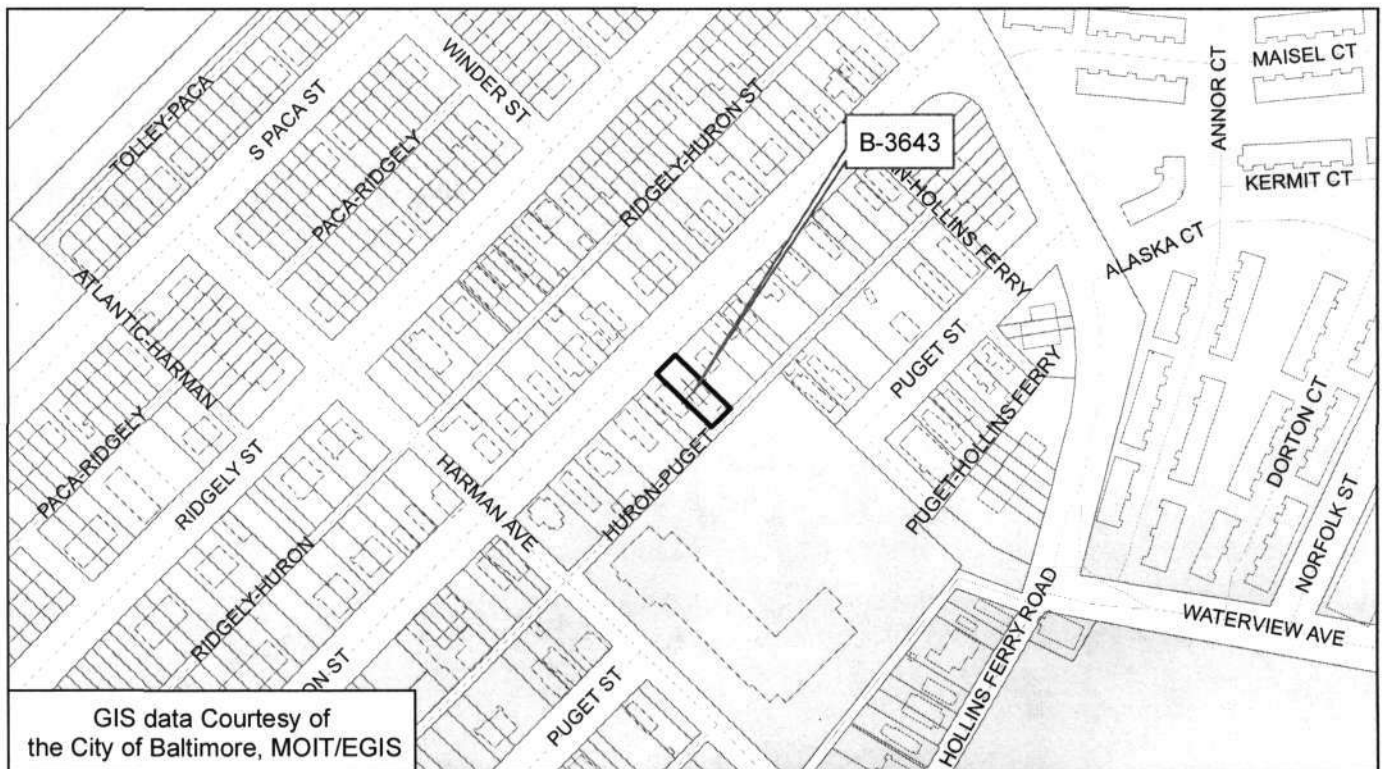 MAISEL CT
WINDER ST
TOLLEY-PACA
S PACA ST
ANNOR CT
B-3643
RIDGELY-HURON ST
PACA-RIDGELY
KERMIT CT
N-HOLLINS FERRY
ALASKA CT
ATLANTIC-HARMAN
PUGET ST
PUGET-HOLLINS FERRY
DORTON CT
PACA-RIDGELY
RIDGELY ST
HARMAN AVE
HURON-PUGET
NORFOLK ST
RIDGELY-HURON
WATERVIEW AVE
HOLLINS FERRY ROAD
ON ST
PUGET ST
GIS data Courtesy of
the City of Baltimore, MOIT/EGIS